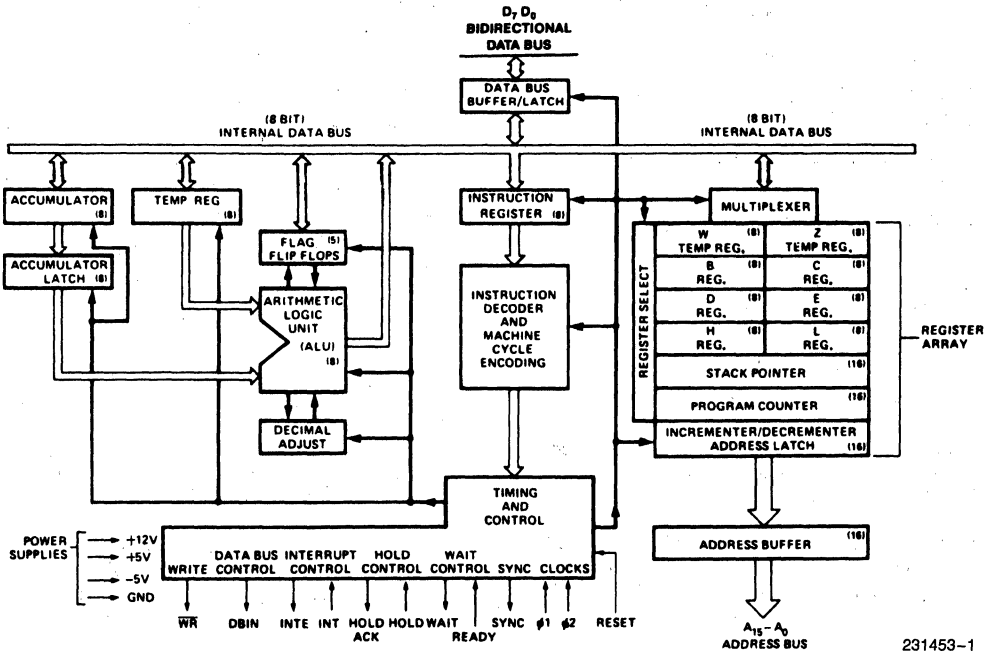 D7 D0
BIDIRECTIONAL
DATA BUS
DATA BUS
BUFFER/LATCH
(8 BIT)
INTERNAL DATA BUS
(8 BIT)
INTERNAL DATA BUS
ACCUMULATOR
(8)
TEMP REG
(8)
INSTRUCTION
REGISTER (8)
MULTIPLEXER
FLAG (5)
FLIP FLOPS
ACCUMULATOR
LATCH (8)
ARITHMETIC
LOGIC
UNIT
(ALU)
(8)
DECIMAL
ADJUST
INSTRUCTION
DECODER
AND
MACHINE
CYCLE
ENCODING
REGISTER SELECT
W (8)
TEMP REG.
Z (8)
TEMP REG.
B (8)
REG.
C (8)
REG.
D (8)
REG.
E (8)
REG.
H (8)
REG.
L (8)
REG.
STACK POINTER (16)
PROGRAM COUNTER (16)
INCREMENTER/DECREMENTER
ADDRESS LATCH (16)
REGISTER
ARRAY
TIMING
AND
CONTROL
POWER
SUPPLIES
+12V
+5V
−5V
GND
WRITE
DATA BUS
CONTROL
INTERRUPT
CONTROL
HOLD
CONTROL
WAIT
CONTROL
SYNC
CLOCKS
ADDRESS BUFFER (16)
WR
DBIN
INTE
INT
HOLD
ACK
HOLD
WAIT
READY
SYNC
ϕ1
ϕ2
RESET
A15−A0
ADDRESS BUS
231453–1